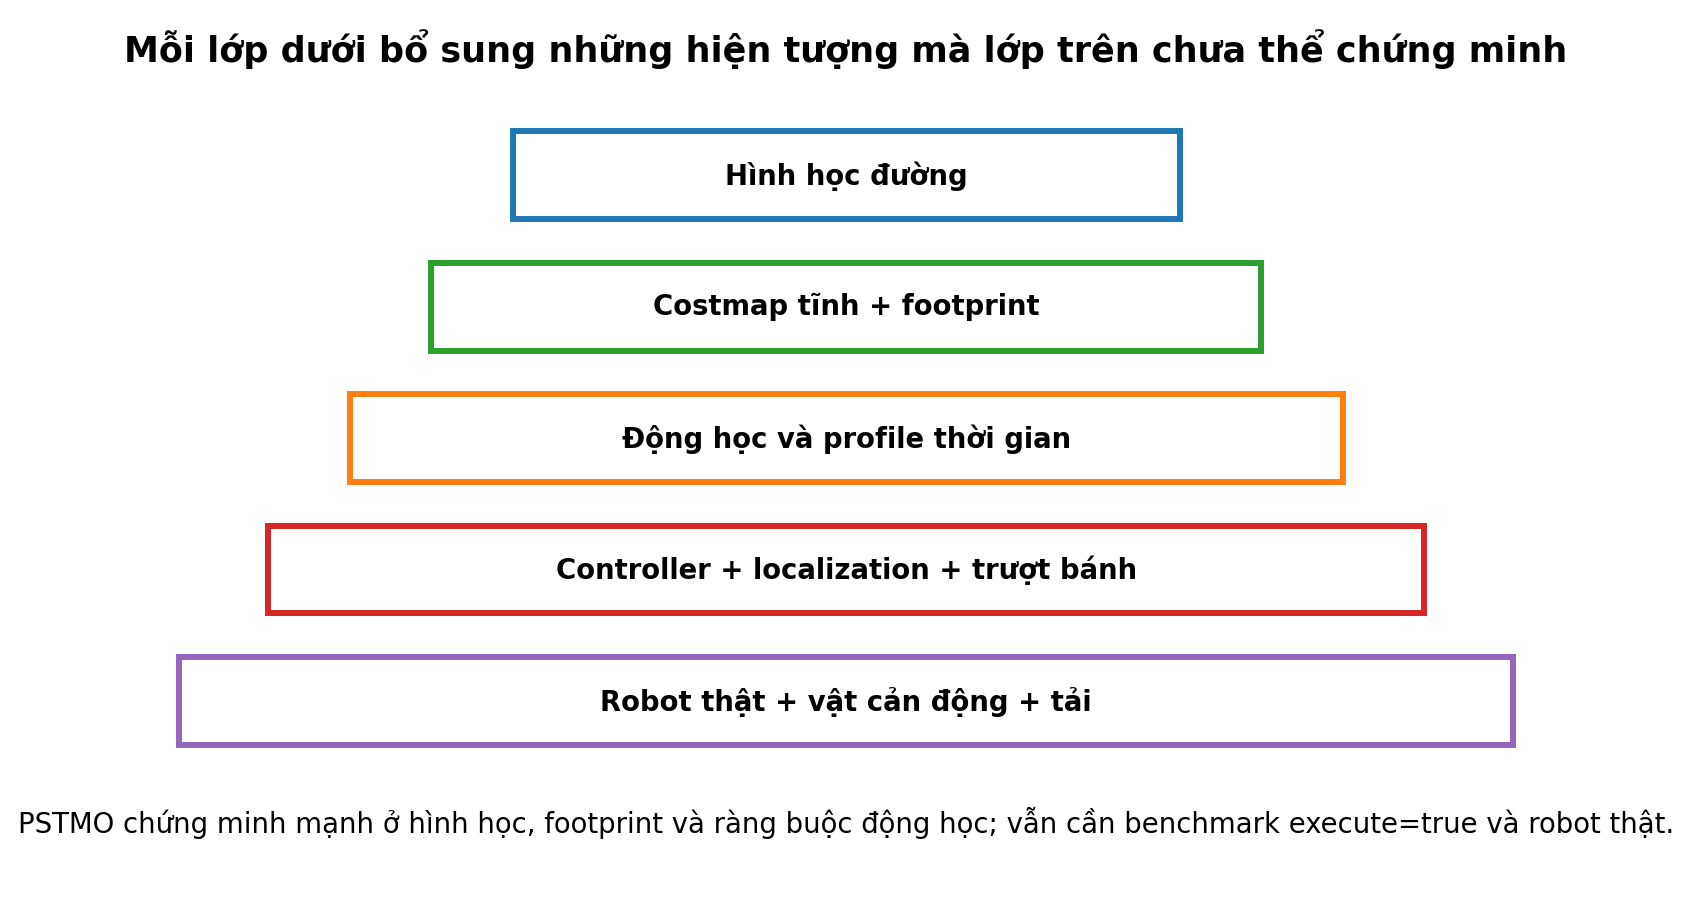 Mỗi lớp dưới bổ sung những hiện tượng mà lớp trên chưa thể chứng minh
Hình học đường
Costmap tĩnh + footprint
Động học và profile thời gian
Controller + localization + trượt bánh
Robot thật + vật cản động + tải
PSTMO chứng minh mạnh ở hình học, footprint và ràng buộc động học; vẫn cần benchmark execute=true và robot thật.